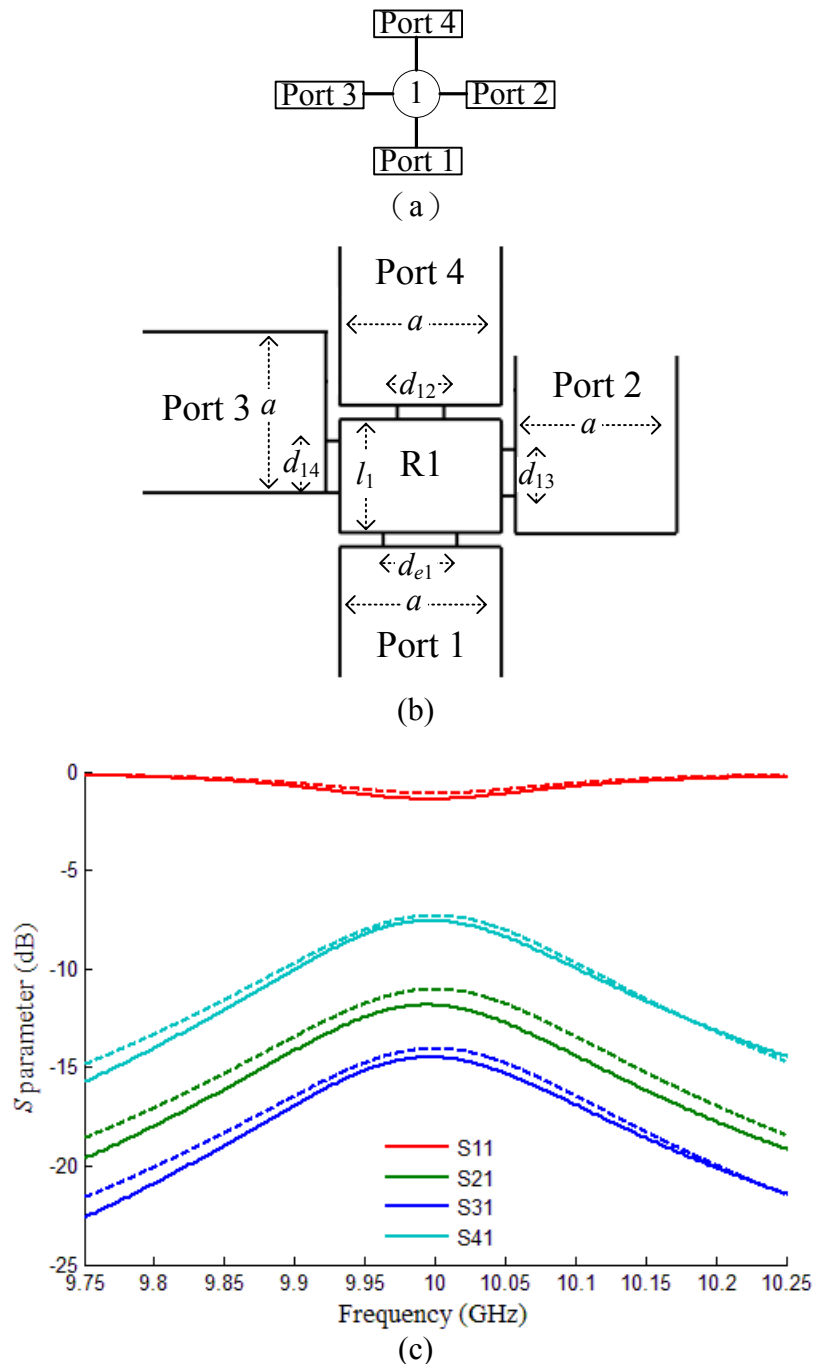 Port 4
Port 3
1
Port 2
Port 1
（a）
Port 4
a
d12
Port 3
a
Port 2
a
d14
l1
R1
d13
de1
a
Port 1
(b)
0
-5
-10
-15
-20
-25
S parameter (dB)
S11
S21
S31
S41
9.75 9.8 9.85 9.9 9.95 10 10.05 10.1 10.15 10.2 10.25
Frequency (GHz)
(c)